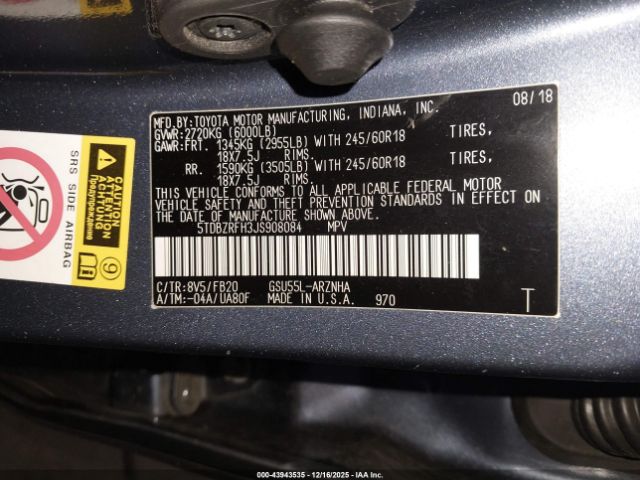 CAUTION
ATTENTION
ACHTUNG
Предупреждение
SIDE AIRBAG
9
MFD.BY:TOYOTA MOTOR MANUFACTURING, INDIANA, INC. 08/18
GVWR:2720KG (6000LB)
GAWR:FRT. 1345KG (2955LB) WITH 245/60R18 TIRES,
18X7.5J RIMS.
RR. 1590KG (3505LB) WITH 245/60R18 TIRES,
18X7.5J RIMS.
THIS VEHICLE CONFORMS TO ALL APPLICABLE FEDERAL MOTOR
VEHICLE SAFETY AND THEFT PREVENTION STANDARDS IN EFFECT ON
THE DATE OF MANUFACTURE SHOWN ABOVE.
5TDBZRFH3JS908084 MPV
C/TR:8V5/FB20 GSU55L-ARZNHA
A/TM:-04A/UA80F MADE IN U.S.A. 970 T
000-43943535 - 12/16/2025 - IAAI.COM